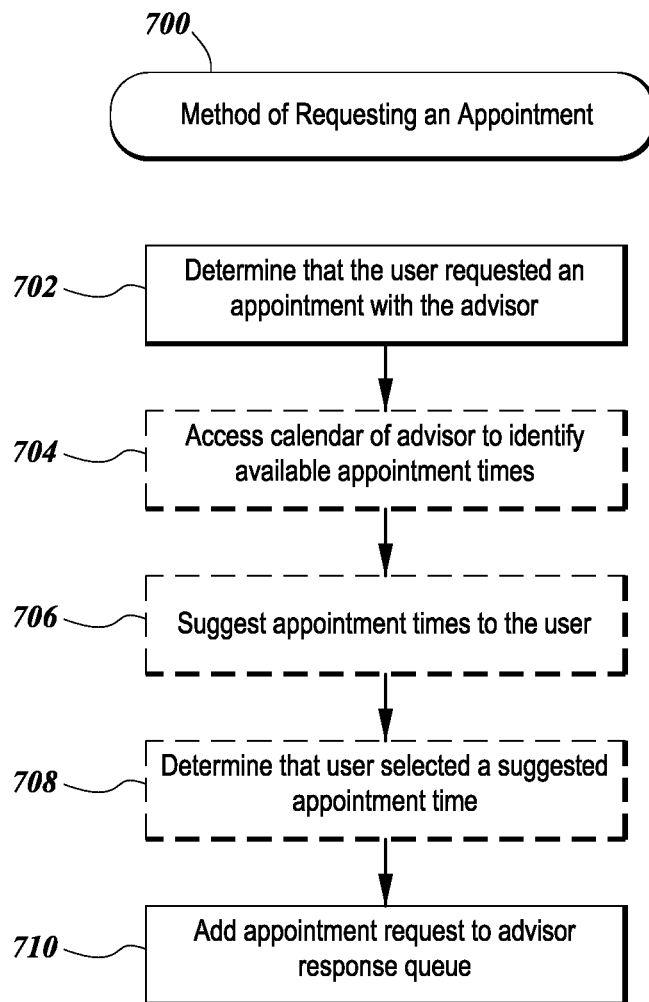 700
Method of Requesting an Appointment
702
Determine that the user requested an
appointment with the advisor
704
Access calendar of advisor to identify
available appointment times
706
Suggest appointment times to the user
708
Determine that user selected a suggested
appointment time
710
Add appointment request to advisor
response queue